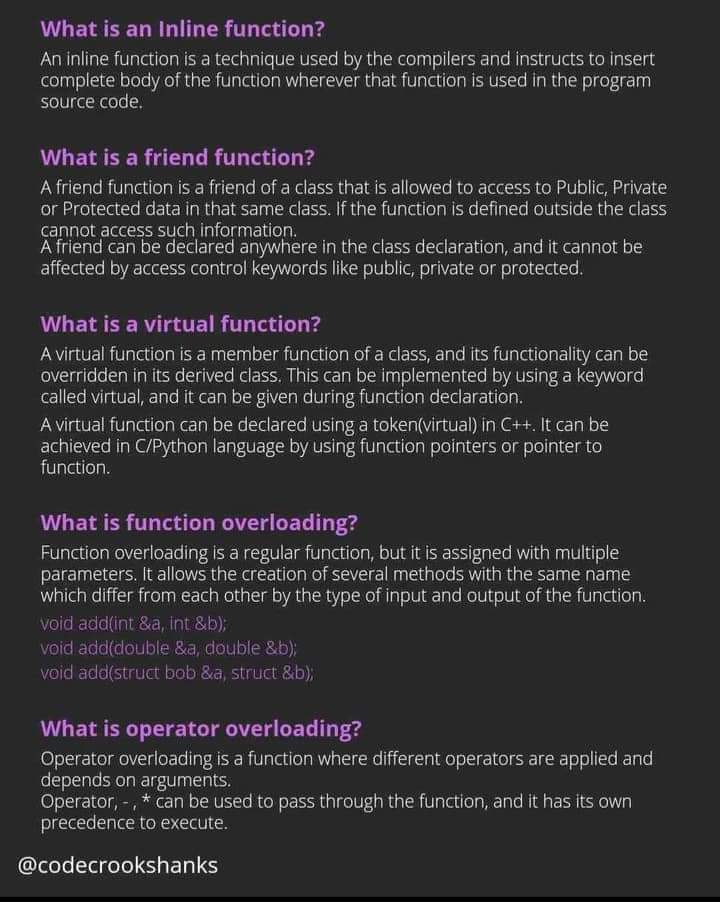 What is an Inline function?
An inline function is a technique used by the compilers and instructs to insert
complete body of the function wherever that function is used in the program
source code.
What is a friend function?
A friend function is a friend of a class that is allowed to access to Public, Private
or Protected data in that same class. If the function is defined outside the class
cannot access such information.
A friend can be declared anywhere in the class declaration, and it cannot be
affected by access control keywords like public, private or protected.
What is a virtual function?
A virtual function is a member function of a class, and its functionality can be
overridden in its derived class. This can be implemented by using a keyword
called virtual, and it can be given during function declaration.
A virtual function can be declared using a token(virtual) in C++. It can be
achieved in C/Python language by using function pointers or pointer to
function.
What is function overloading?
Function overloading is a regular function, but it is assigned with multiple
parameters. It allows the creation of several methods with the same name
which differ from each other by the type of input and output of the function.
void add(int &a, int &b);
void add(double &a, double &b);
void add(struct bob &a, struct &b);
What is operator overloading?
Operator overloading is a function where different operators are applied and
depends on arguments.
Operator, - , * can be used to pass through the function, and it has its own
precedence to execute.
@codecrookshanks